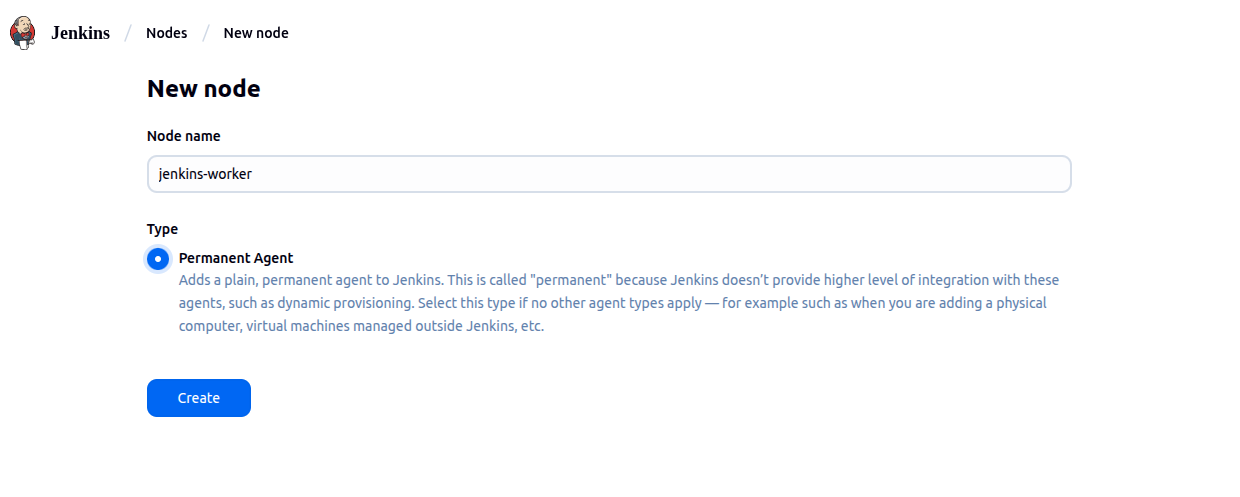 Jenkins / Nodes / New node
New node
Node name
jenkins-worker
Type
Permanent Agent
Adds a plain, permanent agent to Jenkins. This is called "permanent" because Jenkins doesn't provide higher level of integration with these
agents, such as dynamic provisioning. Select this type if no other agent types apply — for example such as when you are adding a physical
computer, virtual machines managed outside Jenkins, etc.
Create